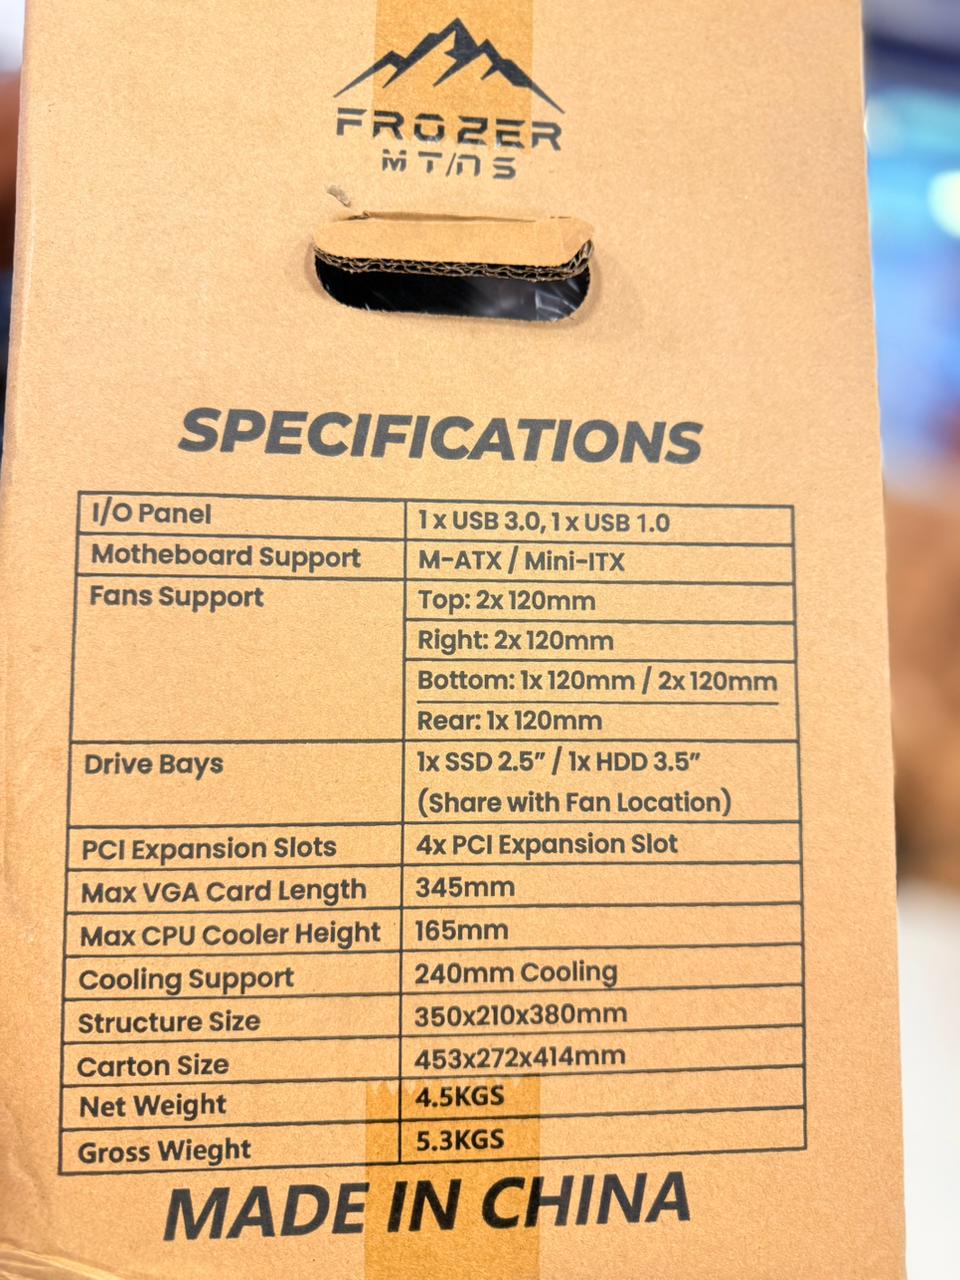 FROZER
MTNS
SPECIFICATIONS
I/O Panel
1 x USB 3.0, 1 x USB 1.0
Motheboard Support
M-ATX / Mini-ITX
Fans Support
Top: 2x 120mm
Right: 2x 120mm
Bottom: 1x 120mm / 2x 120mm
Rear: 1x 120mm
Drive Bays
1x SSD 2.5” / 1x HDD 3.5”
(Share with Fan Location)
PCI Expansion Slots
4x PCI Expansion Slot
Max VGA Card Length
345mm
Max CPU Cooler Height
165mm
Cooling Support
240mm Cooling
Structure Size
350x210x380mm
Carton Size
453x272x414mm
Net Weight
4.5KGS
Gross Wieght
5.3KGS
MADE IN CHINA